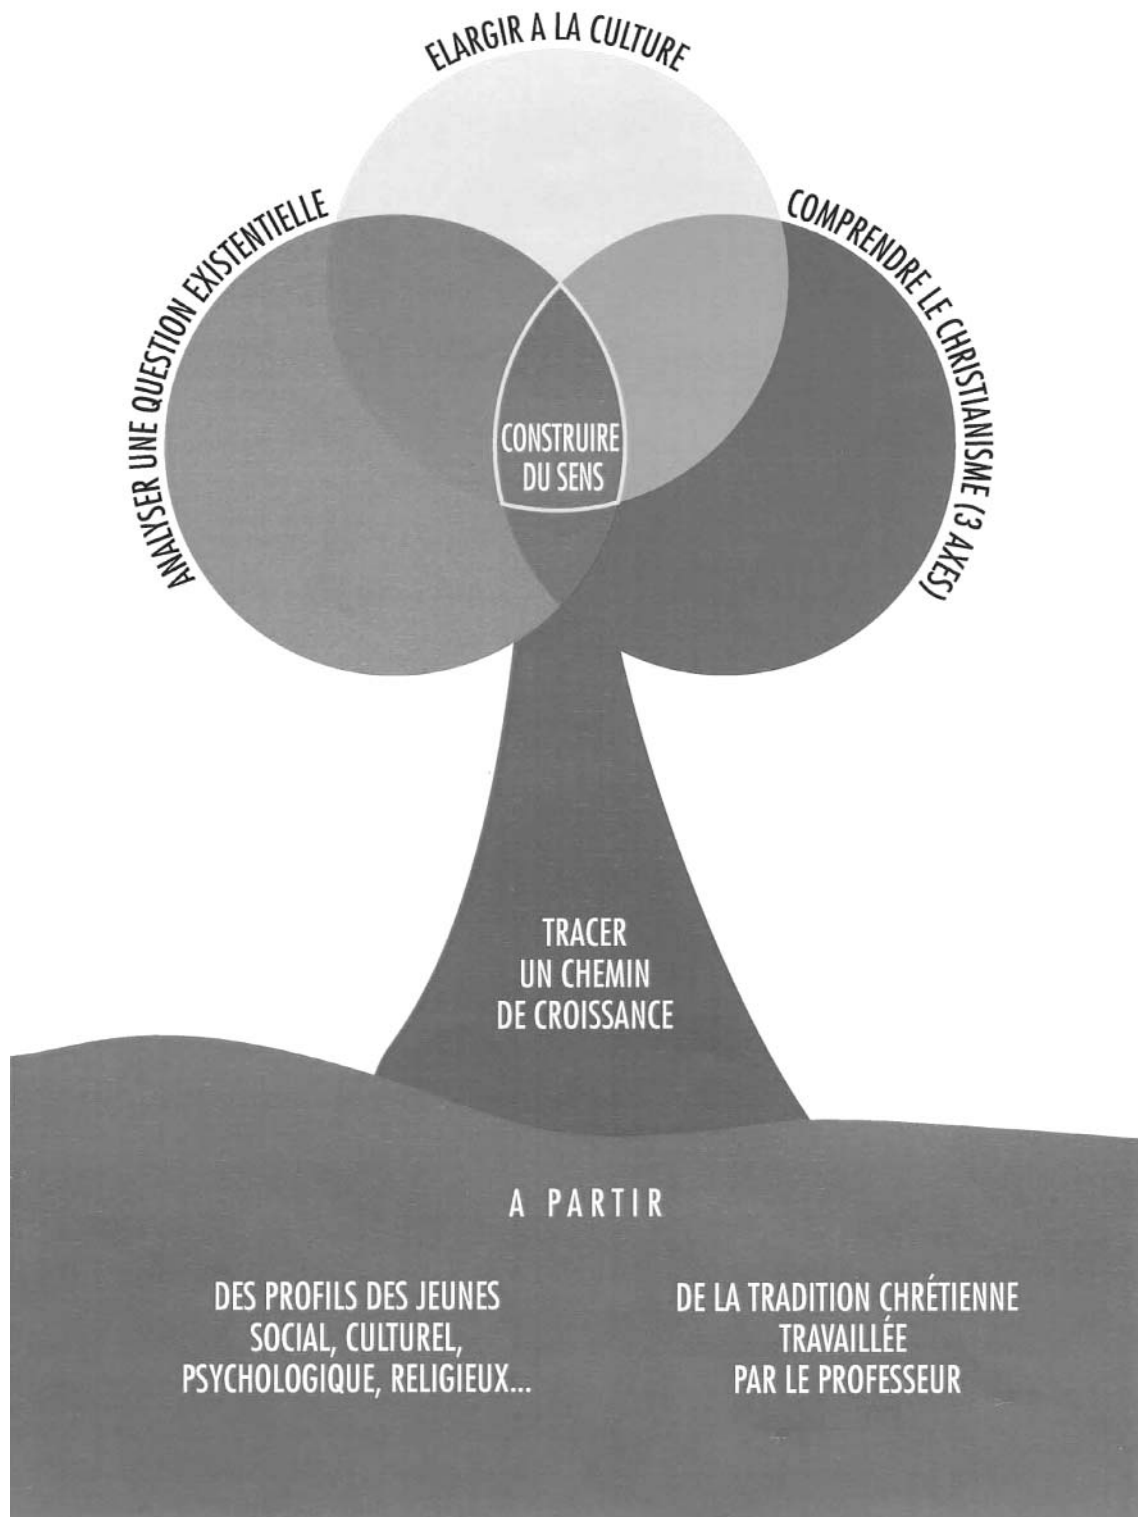 ELARGIR A LA CULTURE
ANALYSER UNE QUESTION EXISTENTIELLE
COMPRENDRE LE CHRISTIANISME (3 AXES)
CONSTRUIRE
DU SENS
TRACER
UN CHEMIN
DE CROISSANCE
A PARTIR
DES PROFILS DES JEUNES
SOCIAL, CULTUREL,
PSYCHOLOGIQUE, RELIGIEUX...
DE LA TRADITION CHRÉTIENNE
TRAVAILLÉE
PAR LE PROFESSEUR